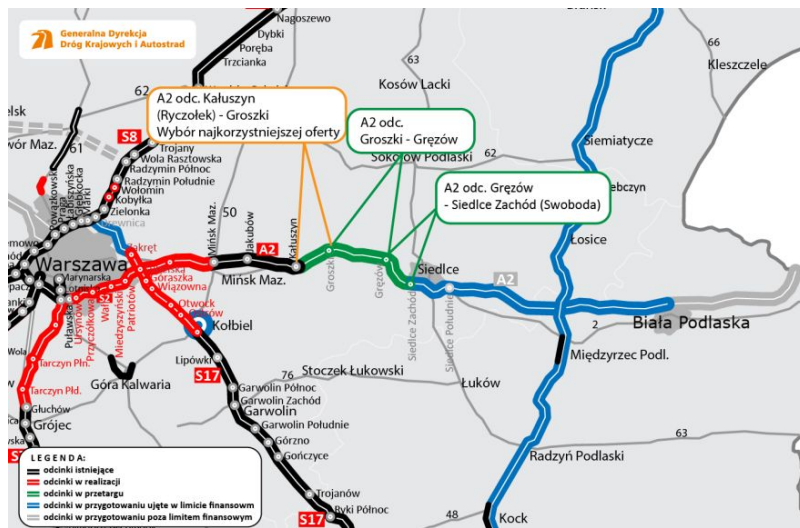 Generalna Dyrekcja
Dróg Krajowych i Autostrad
Nagoszewo
Dybki
Poręba
Trzcianka
63
66
Kleszczele
62
Kosów Lacki
A2 odc. Kałuszyn
(Ryczołek) - Groszki
Wybór najkorzystniejszej oferty
A2 odc.
Groszki - Gręzów
A2 odc. Gręzów
- Siedlce Zachód (Swoboda)
61
S8
Trojany
Wola Rasztowska
Radzymin Północ
Radzymin Południe
Wołomin
Kobyłka
Zielonka
Marki
Sokołów Podlaski
62
Siemiatycze
Łosice
50
Zakręt
Mińsk Maz.
Jakubów
Kałuszyn
A2
Mińsk Maz.
Groszki
Gręzów
Siedlce
Siedlce Zachód
Siedlce Południe
A2
2
Biała Podlaska
Warszawa
Marymarska
S2
Puławska
Ursynów
Przyczółkowa
Międzyszyński
Patriotów
Góraszka
Wiązowna
Otwock
Kołbiel
Lipówki
Tarczyn Płn.
Tarczyn Płd.
Głuchów
Grójec
Góra Kalwaria
S17
76
Stoczek Łukowski
Łuków
Międzyrzec Podl.
Garwolin Północ
Garwolin Zachód
Garwolin
Garwolin Południe
Górzno
Gończyce
Trojanów
Ryki Północ
S17
63
Radzyń Podlaski
48
Kock
LEGENDA:
odcinki istniejące
odcinki w realizacji
odcinki w przetargu
odcinki w przygotowaniu ujęte w limicie finansowym
odcinki w przygotowaniu poza limitem finansowym